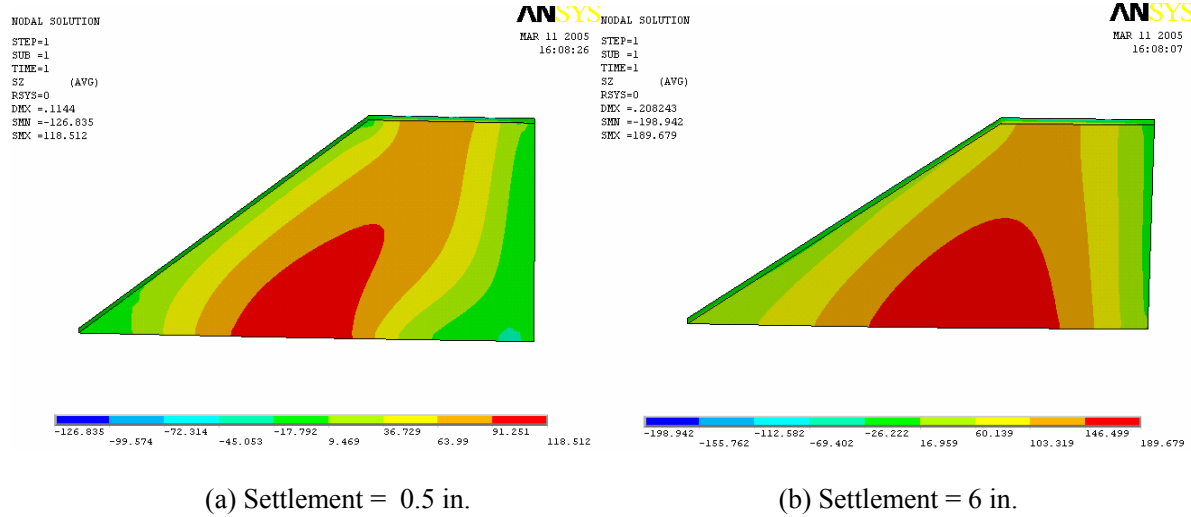 ANSYS
NODAL SOLUTION
MAR 11 2005
16:08:26
STEP=1
SUB =1
TIME=1
SZ (AVG)
RSYS=0
DMX =.1144
SMN =-126.835
SMX =118.512
-126.835 -72.314 -17.792 36.729 91.251
-99.574 -45.053 9.469 63.999 118.512
(a) Settlement = 0.5 in.
ANSYS
NODAL SOLUTION
MAR 11 2005
16:08:07
STEP=1
SUB =1
TIME=1
SZ (AVG)
RSYS=0
DMX =.208243
SMN =-198.942
SMX =189.679
-198.942 -112.582 -26.222 60.139 146.499
-155.762 -69.402 16.959 103.319 189.679
(b) Settlement = 6 in.